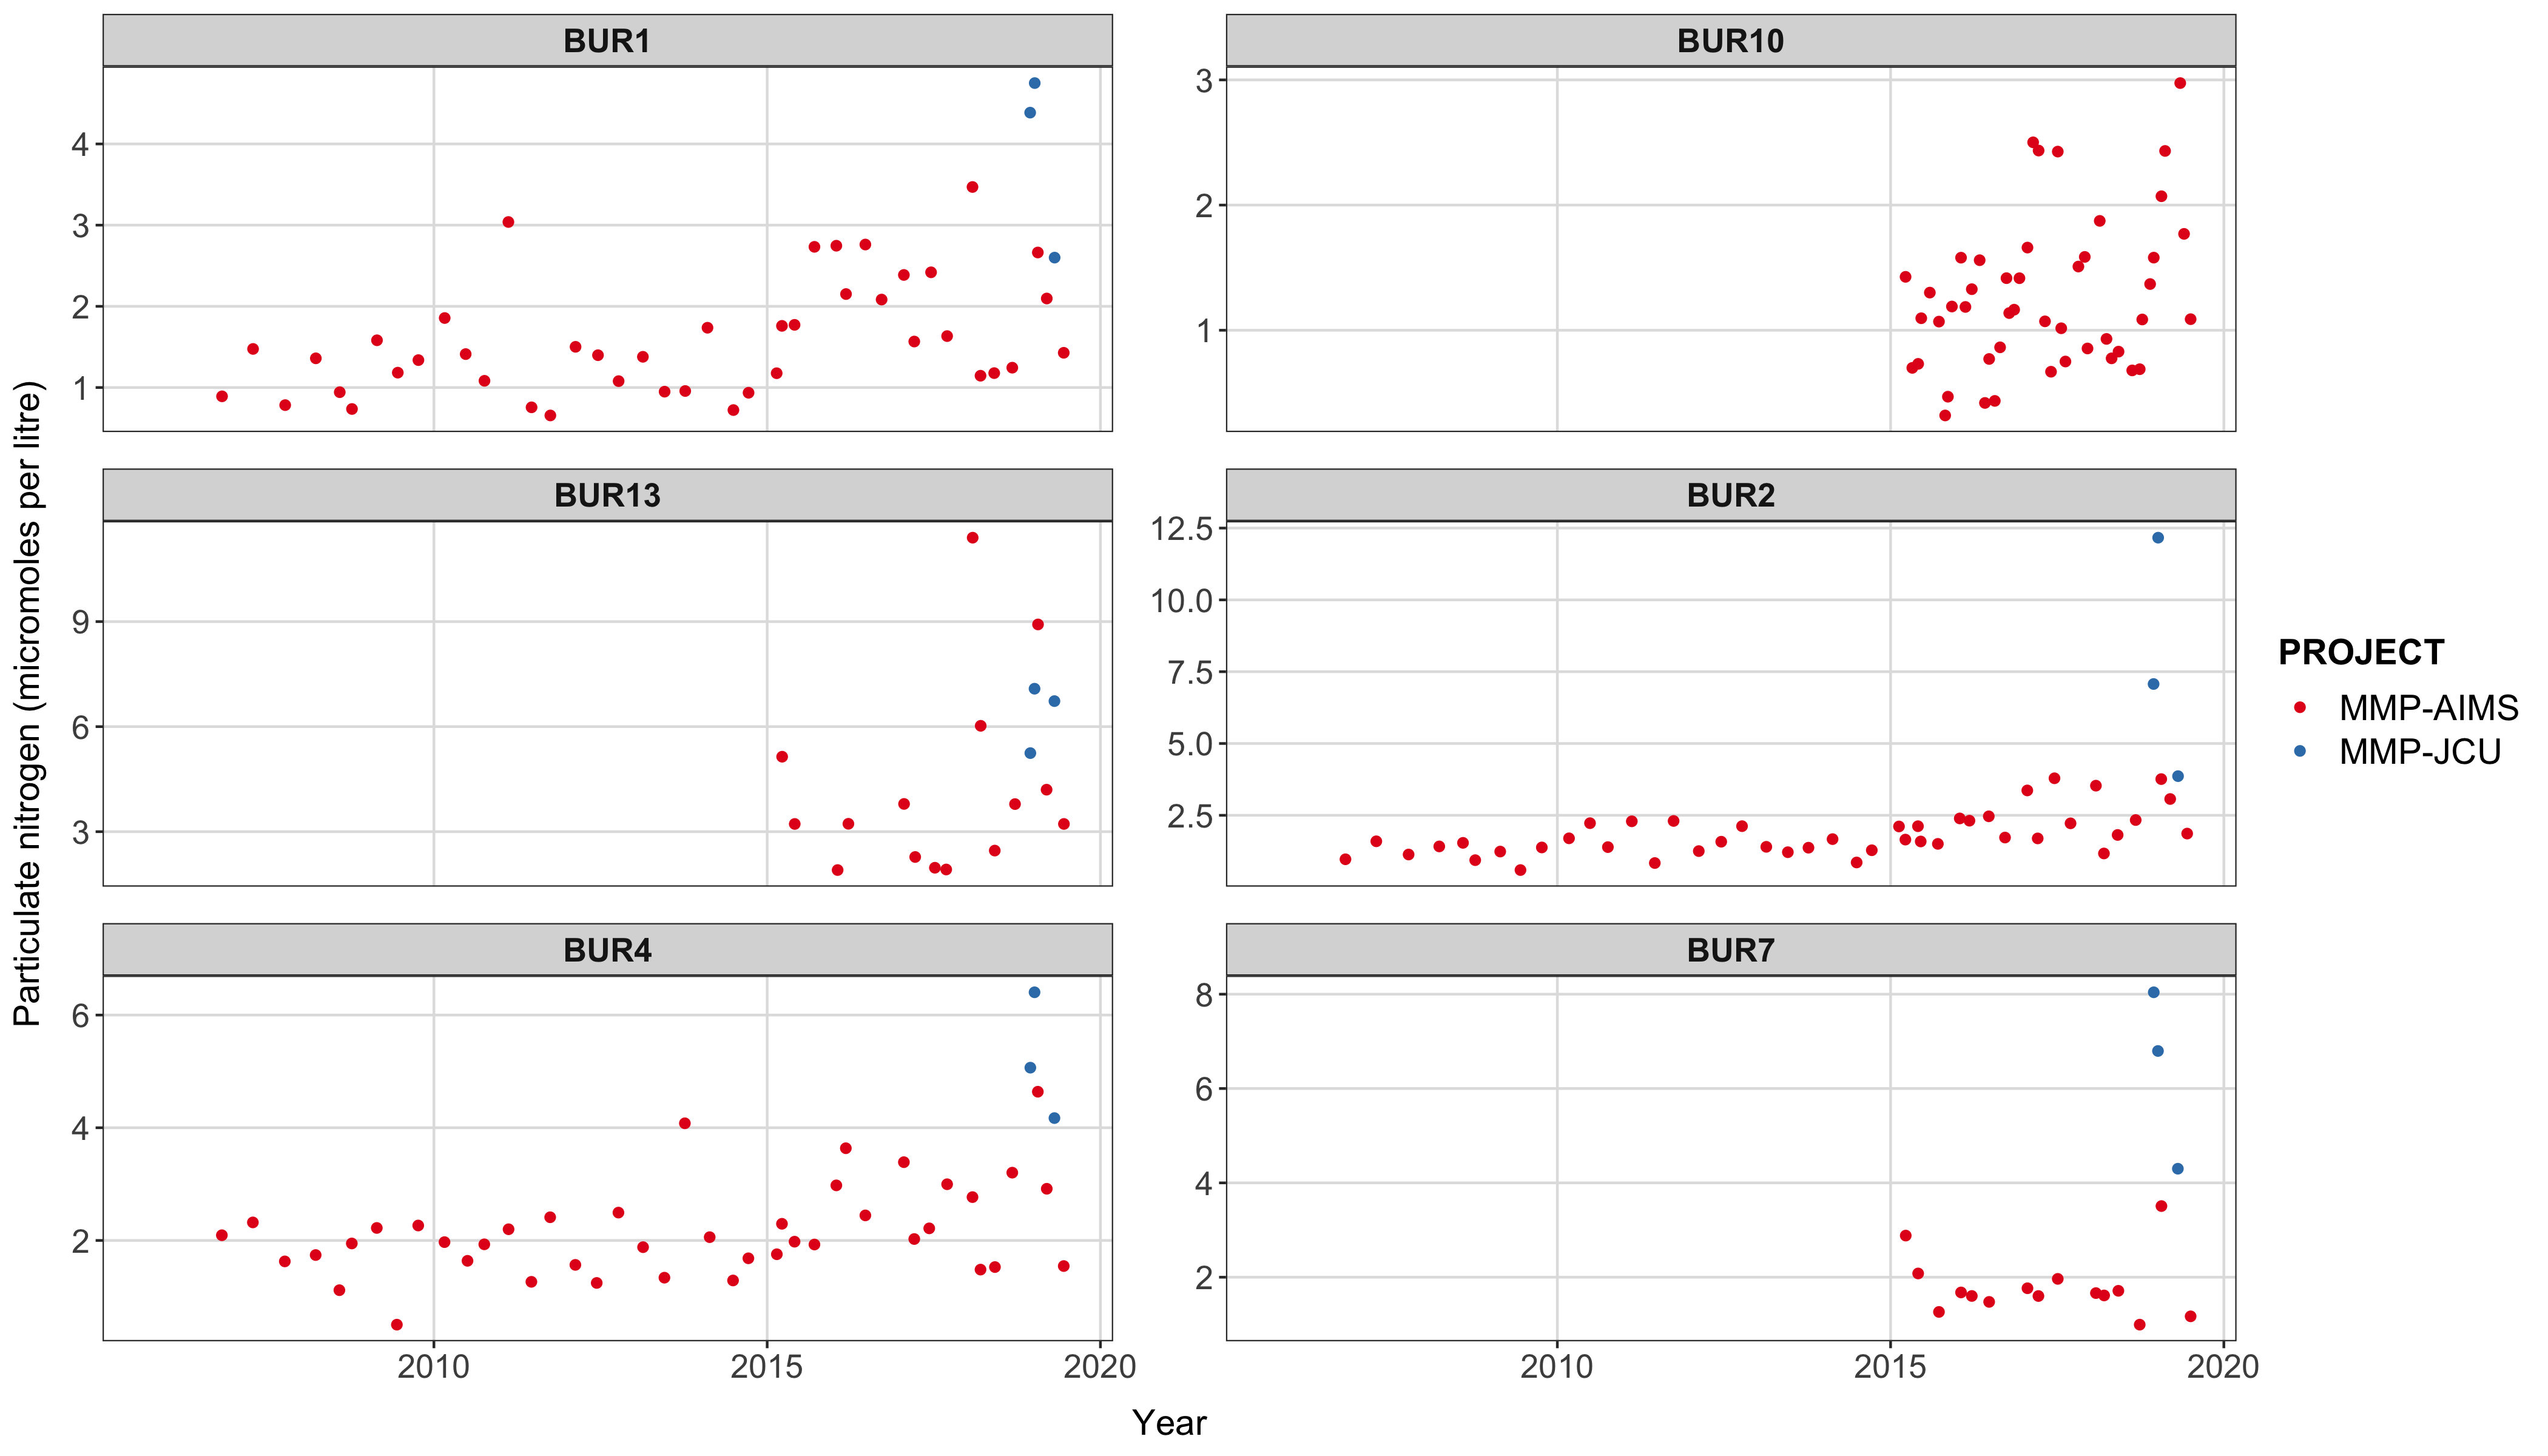 BUR1
BUR10
4
3
2
1
3
2
1
BUR13
BUR2
9
6
3
12.5
10.0
7.5
5.0
2.5
BUR4
BUR7
6
4
2
8
6
4
2
2010 2015 2020
2010 2015 2020
Year
Particulate nitrogen (micromoles per litre)
PROJECT
MMP-AIMS
MMP-JCU